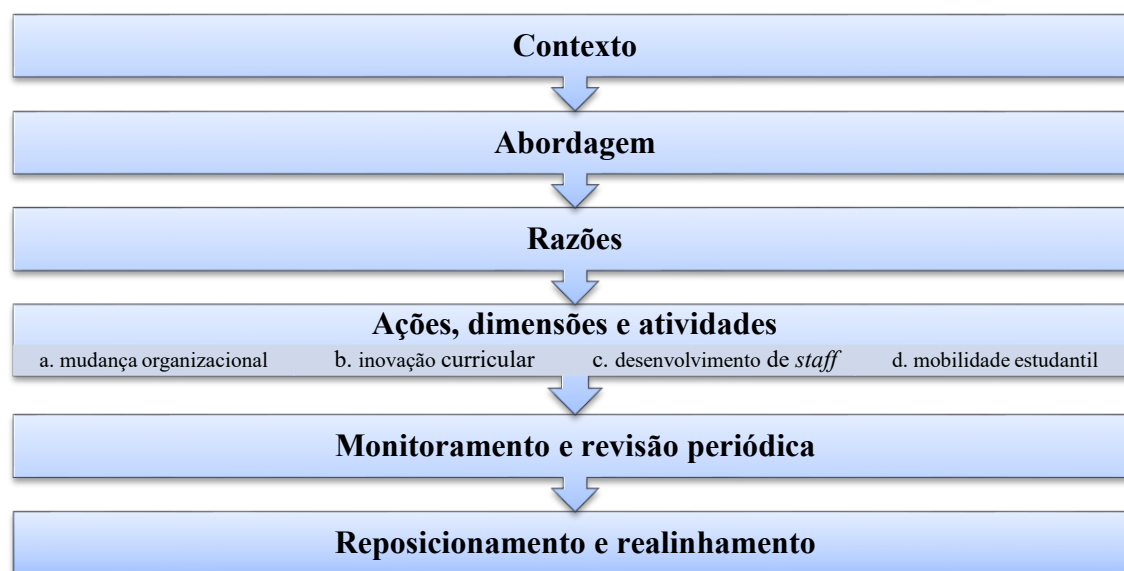 Contexto
Abordagem
Razões
Ações, dimensões e atividades
a. mudança organizacional b. inovação curricular c. desenvolvimento de staff d. mobilidade estudantil
Monitoramento e revisão periódica
Reposicionamento e realinhamento